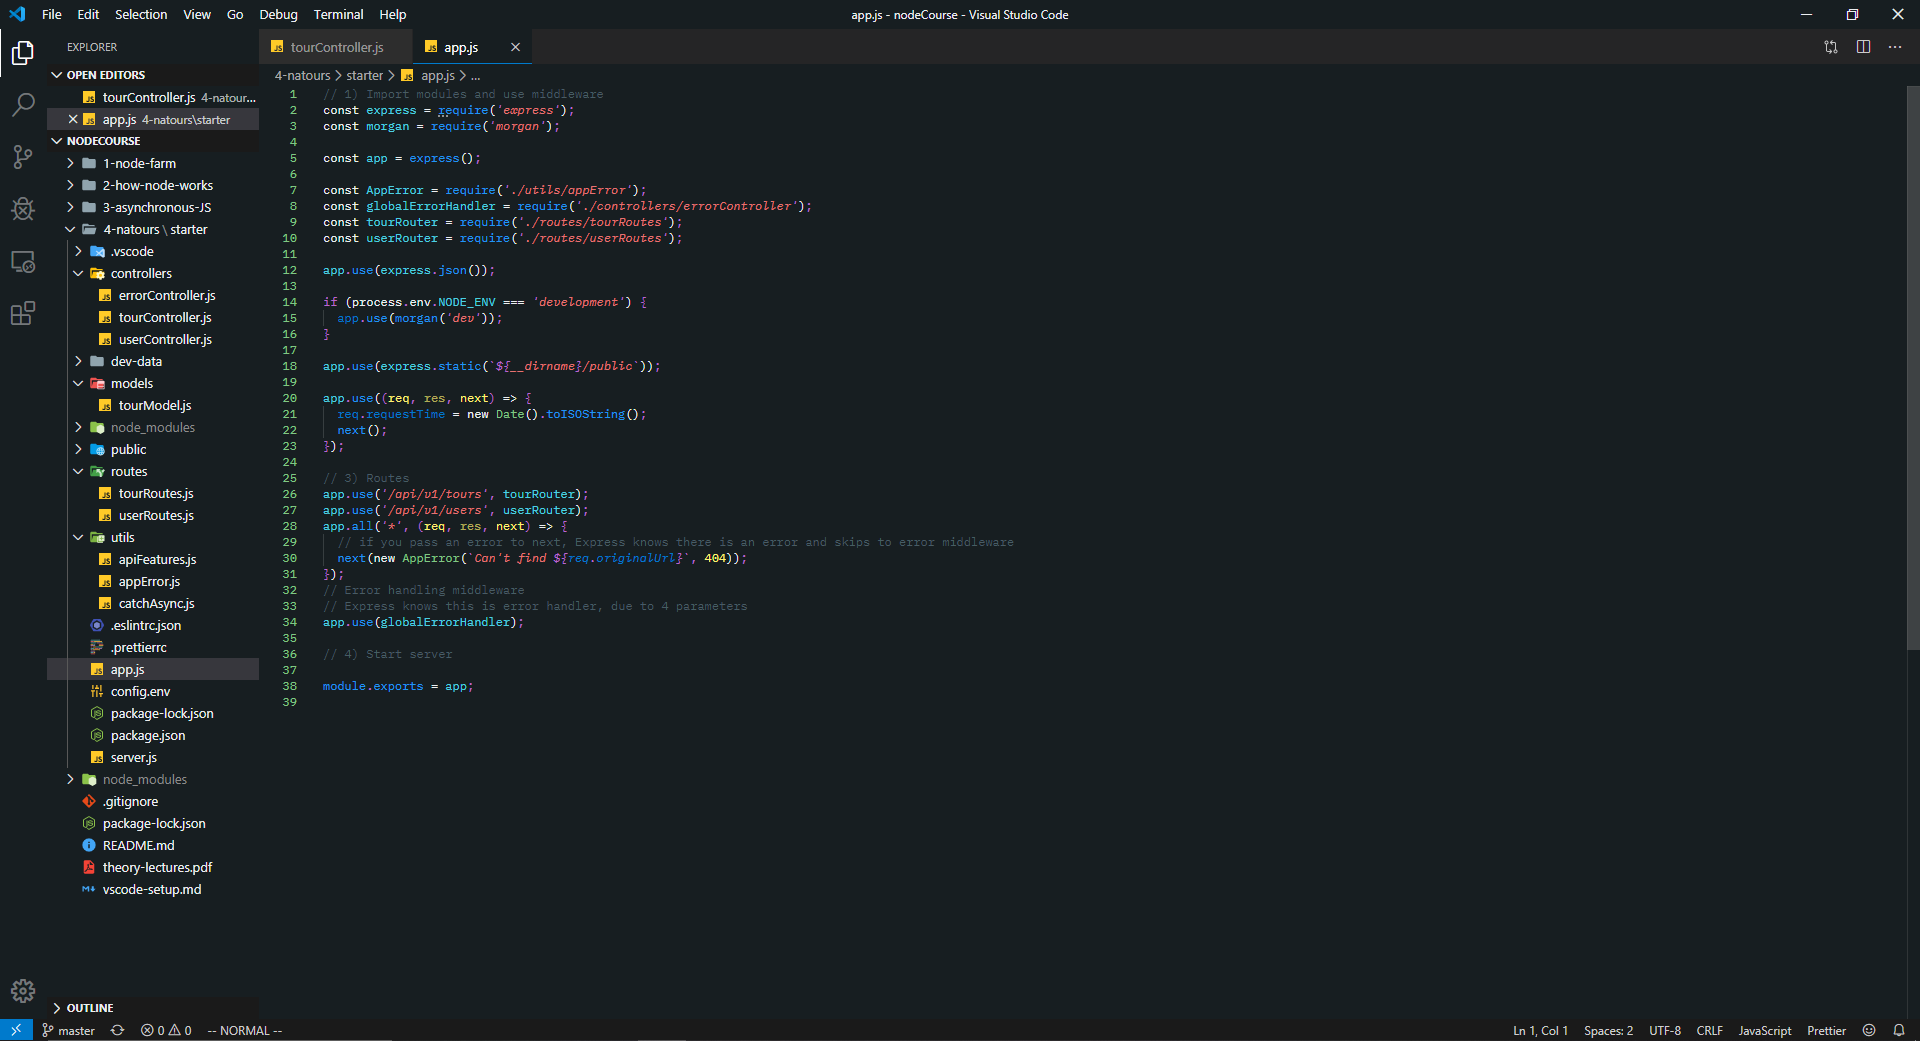 File Edit Selection View Go Debug Terminal Help
app.js - nodeCourse - Visual Studio Code
EXPLORER
OPEN EDITORS
tourController.js 4-natour...
app.js 4-natours\starter
NODECOURSE
1-node-farm
2-how-node-works
3-asynchronous-JS
4-natours \ starter
.vscode
controllers
errorController.js
tourController.js
userController.js
dev-data
models
tourModel.js
node_modules
public
routes
tourRoutes.js
userRoutes.js
utils
apiFeatures.js
appError.js
catchAsync.js
.eslintrc.json
.prettierrc
app.js
config.env
package-lock.json
package.json
server.js
node_modules
.gitignore
package-lock.json
README.md
theory-lectures.pdf
vscode-setup.md
OUTLINE
tourController.js app.js
4-natours > starter > app.js > ...
1 // 1) Import modules and use middleware
2 const express = require('express');
3 const morgan = require('morgan');
4
5 const app = express();
6
7 const AppError = require('./utils/appError');
8 const globalErrorHandler = require('./controllers/errorController');
9 const tourRouter = require('./routes/tourRoutes');
10 const userRouter = require('./routes/userRoutes');
11
12 app.use(express.json());
13
14 if (process.env.NODE_ENV === 'development') {
15 app.use(morgan('dev'));
16 }
17
18 app.use(express.static(`${__dirname}/public`));
19
20 app.use((req, res, next) => {
21 req.requestTime = new Date().toISOString();
22 next();
23 });
24
25 // 3) Routes
26 app.use('/api/v1/tours', tourRouter);
27 app.use('/api/v1/users', userRouter);
28 app.all('*', (req, res, next) => {
29 // if you pass an error to next, Express knows there is an error and skips to error middleware
30 next(new AppError(`Can't find ${req.originalUrl}`, 404));
31 });
32 // Error handling middleware
33 // Express knows this is error handler, due to 4 parameters
34 app.use(globalErrorHandler);
35
36 // 4) Start server
37
38 module.exports = app;
39
master 0 0 -- NORMAL --
Ln 1, Col 1 Spaces: 2 UTF-8 CRLF JavaScript Prettier